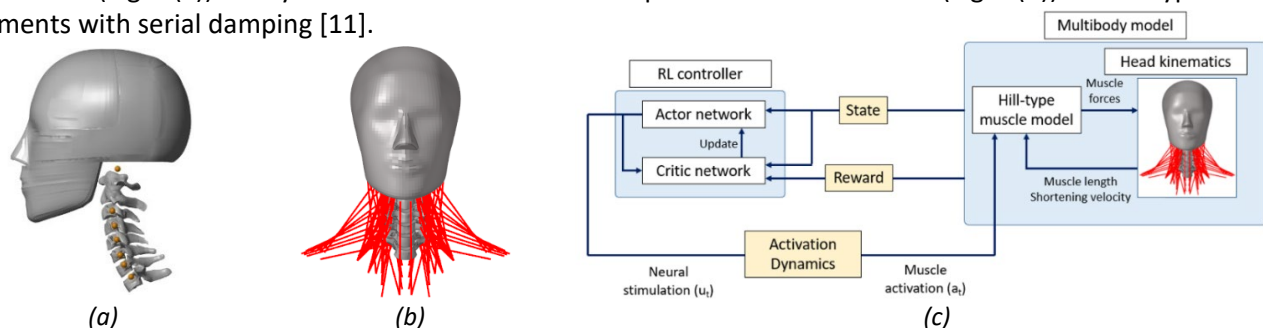 ments with serial damping [11].
Multibody model
RL controller
Head kinematics
Actor network
State
Hill-type
muscle model
Muscle
forces
Update
Critic network
Reward
Muscle length
Shortening velocity
Activation
Dynamics
Neural
stimulation (uₜ)
Muscle
activation (aₜ)
(a)
(b)
(c)